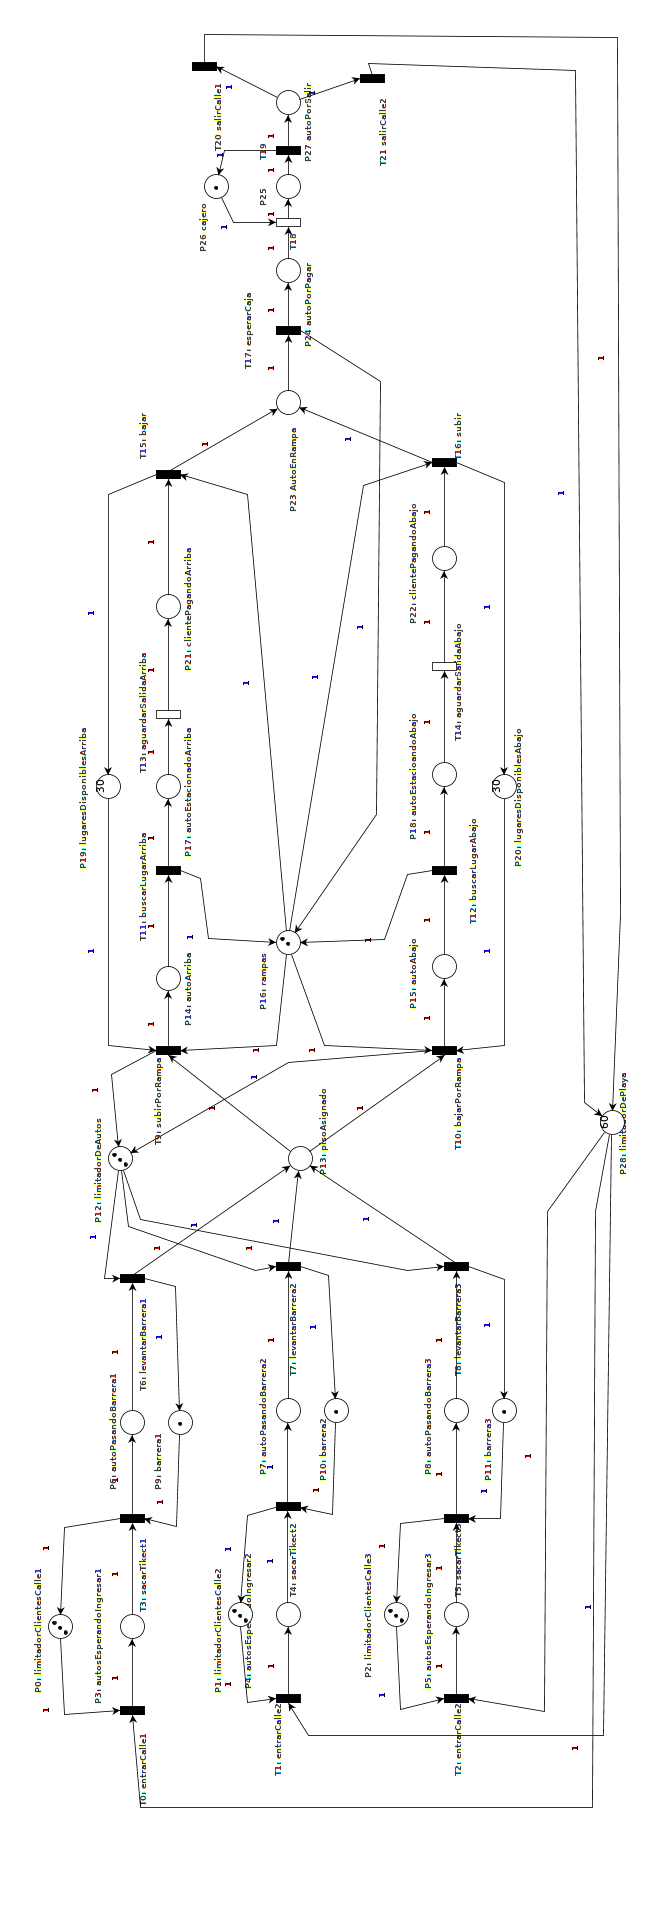 T20 salirCalle1
P27 autoPorSalir
T21 salirCalle2
T19
P25
P26 cajero
T18
P24 autoPorPagar
T17: esperarCaja
T15: bajar
T16: subir
P23 AutoEnRampa
P22: clientePagandoAbajo
P21: clientePagandoArriba
T13: aguardarSalidaArriba
T14: aguardarSalidaAbajo
P19: lugaresDisponiblesArriba
30
P17: autoEstacionadoArriba
P18: autoEstacioandoAbajo
30
P20: lugaresDisponiblesAbajo
T11: buscarLugarArriba
T12: buscarLugarAbajo
P14: autoArriba
P16: rampas
P15: autoAbajo
T9: subirPorRampa
T10: bajarPorRampa
60
P28: limitadorDePlaya
P12: limitadorDeAutos
P13: pisoAsignado
T6: levantarBarrera1
T7: levantarBarrera2
T8: levantarBarrera3
P6: autoPasandoBarrera1
P9: barrera1
P7: autoPasandoBarrera2
P10: barrera2
P8: autoPasandoBarrera3
P11: barrera3
T3: sacarTikect1
T4: sacarTikect2
T5: sacarTikect3
P0: limitadorClientesCalle1
P3: autosEsperandoIngresar1
P1: limitadorClientesCalle2
P4: autosEsperandoIngresar2
P2: limitadorClientesCalle3
P5: autosEsperandoIngresar3
T0: entrarCalle1
T1: entrarCalle2
T2: entrarCalle2